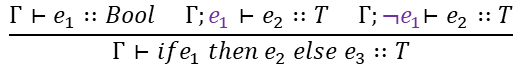 Γ ⊢ e₁ :: Bool Γ; e₁ ⊢ e₂ :: T Γ; ¬e₁ ⊢ e₂ :: T
Γ ⊢ if e₁ then e₂ else e₃ :: T